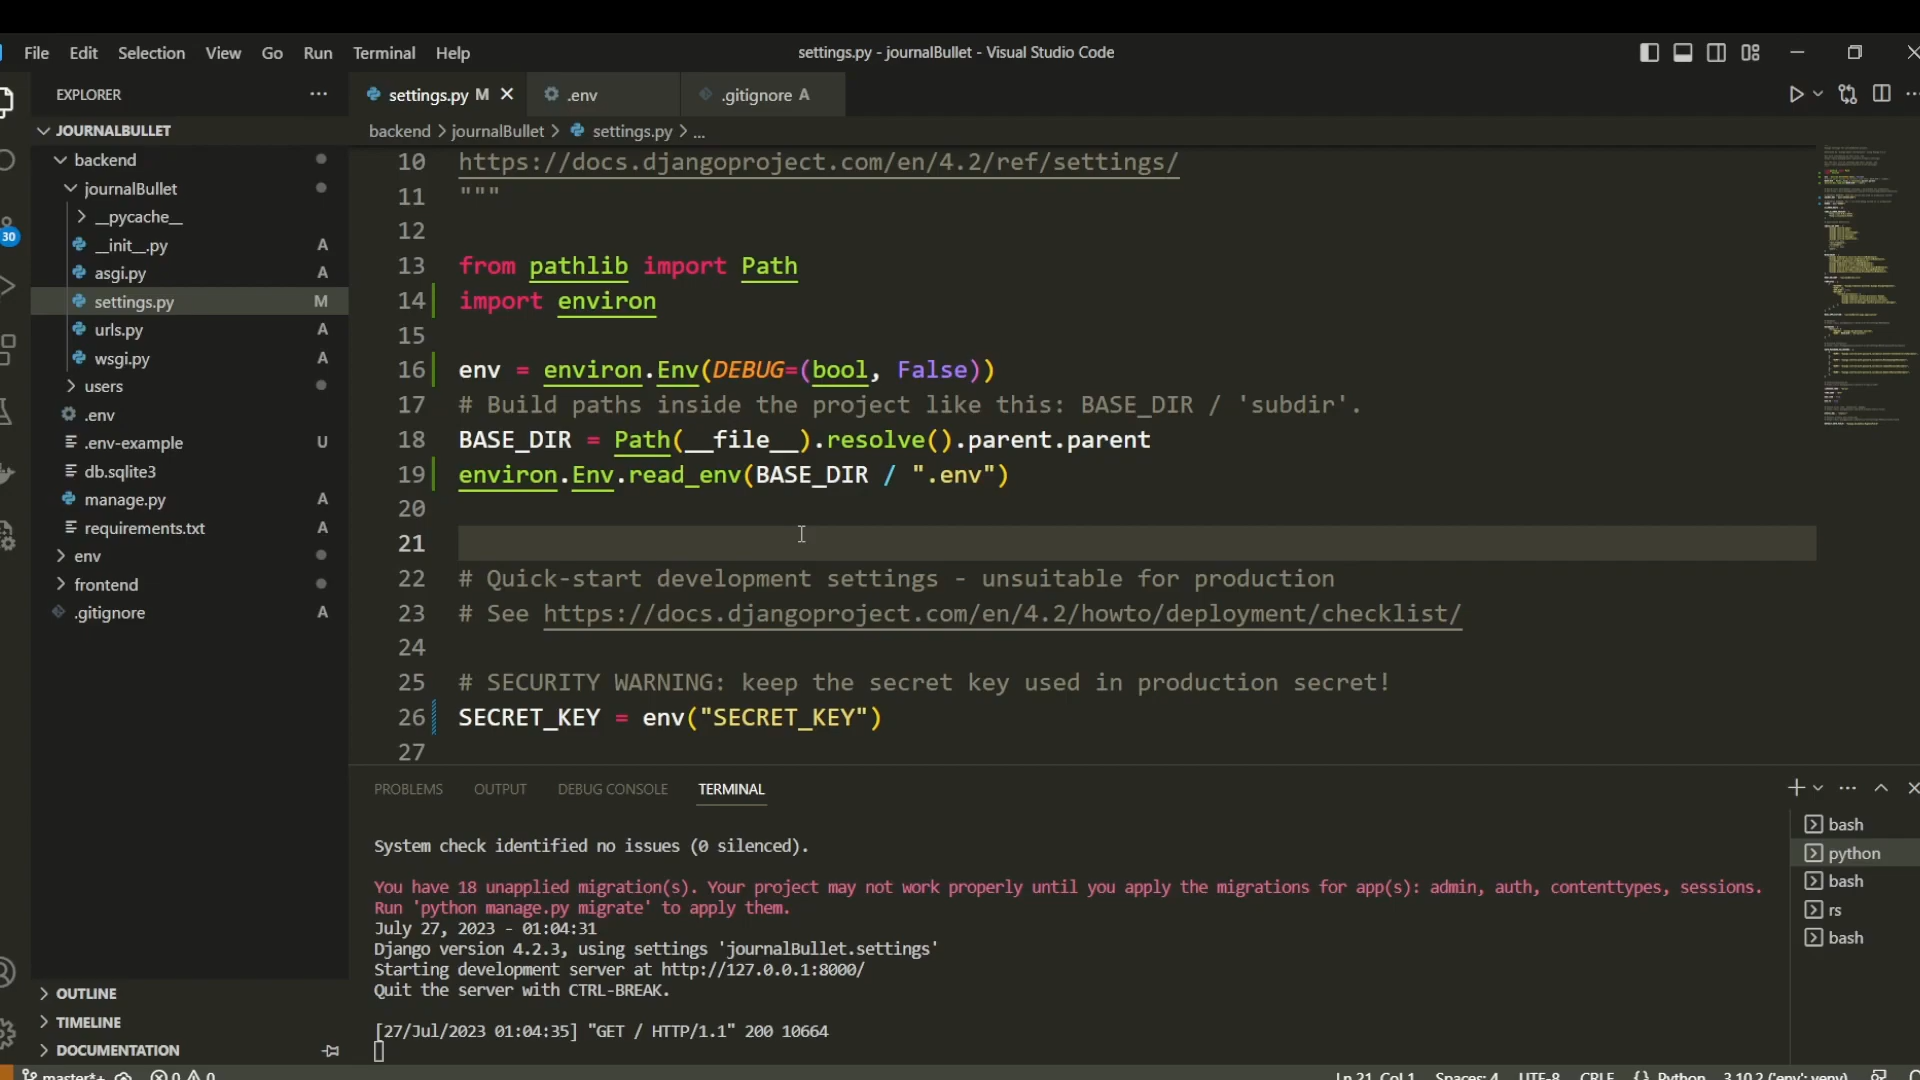 File Edit Selection View Go Run Terminal Help
settings.py - journalBullet - Visual Studio Code
EXPLORER
settings.py M
.env
.gitignore A
JOURNALBULLET
backend > journalBullet > settings.py > ...
backend
journalBullet
__pycache__
__init__.py A
asgi.py A
settings.py M
urls.py A
wsgi.py A
users
.env
.env-example U
db.sqlite3
manage.py A
requirements.txt A
env
frontend
.gitignore A
30
10 https://docs.djangoproject.com/en/4.2/ref/settings/
11 """
12
13 from pathlib import Path
14 import environ
15
16 env = environ.Env(DEBUG=(bool, False))
17 # Build paths inside the project like this: BASE_DIR / 'subdir'.
18 BASE_DIR = Path(__file__).resolve().parent.parent
19 environ.Env.read_env(BASE_DIR / ".env")
20
21
22 # Quick-start development settings - unsuitable for production
23 # See https://docs.djangoproject.com/en/4.2/howto/deployment/checklist/
24
25 # SECURITY WARNING: keep the secret key used in production secret!
26 SECRET_KEY = env("SECRET_KEY")
27
PROBLEMS OUTPUT DEBUG CONSOLE TERMINAL
System check identified no issues (0 silenced).
You have 18 unapplied migration(s). Your project may not work properly until you apply the migrations for app(s): admin, auth, contenttypes, sessions.
Run 'python manage.py migrate' to apply them.
July 27, 2023 - 01:04:31
Django version 4.2.3, using settings 'journalBullet.settings'
Starting development server at http://127.0.0.1:8000/
Quit the server with CTRL-BREAK.
[27/Jul/2023 01:04:35] "GET / HTTP/1.1" 200 10664
bash
python
bash
rs
bash
OUTLINE
TIMELINE
DOCUMENTATION
master*+ 0 0
Ln 21, Col 1 Spaces: 4 UTF-8 CRLF {} Python 3.10.2 ('env': venv)